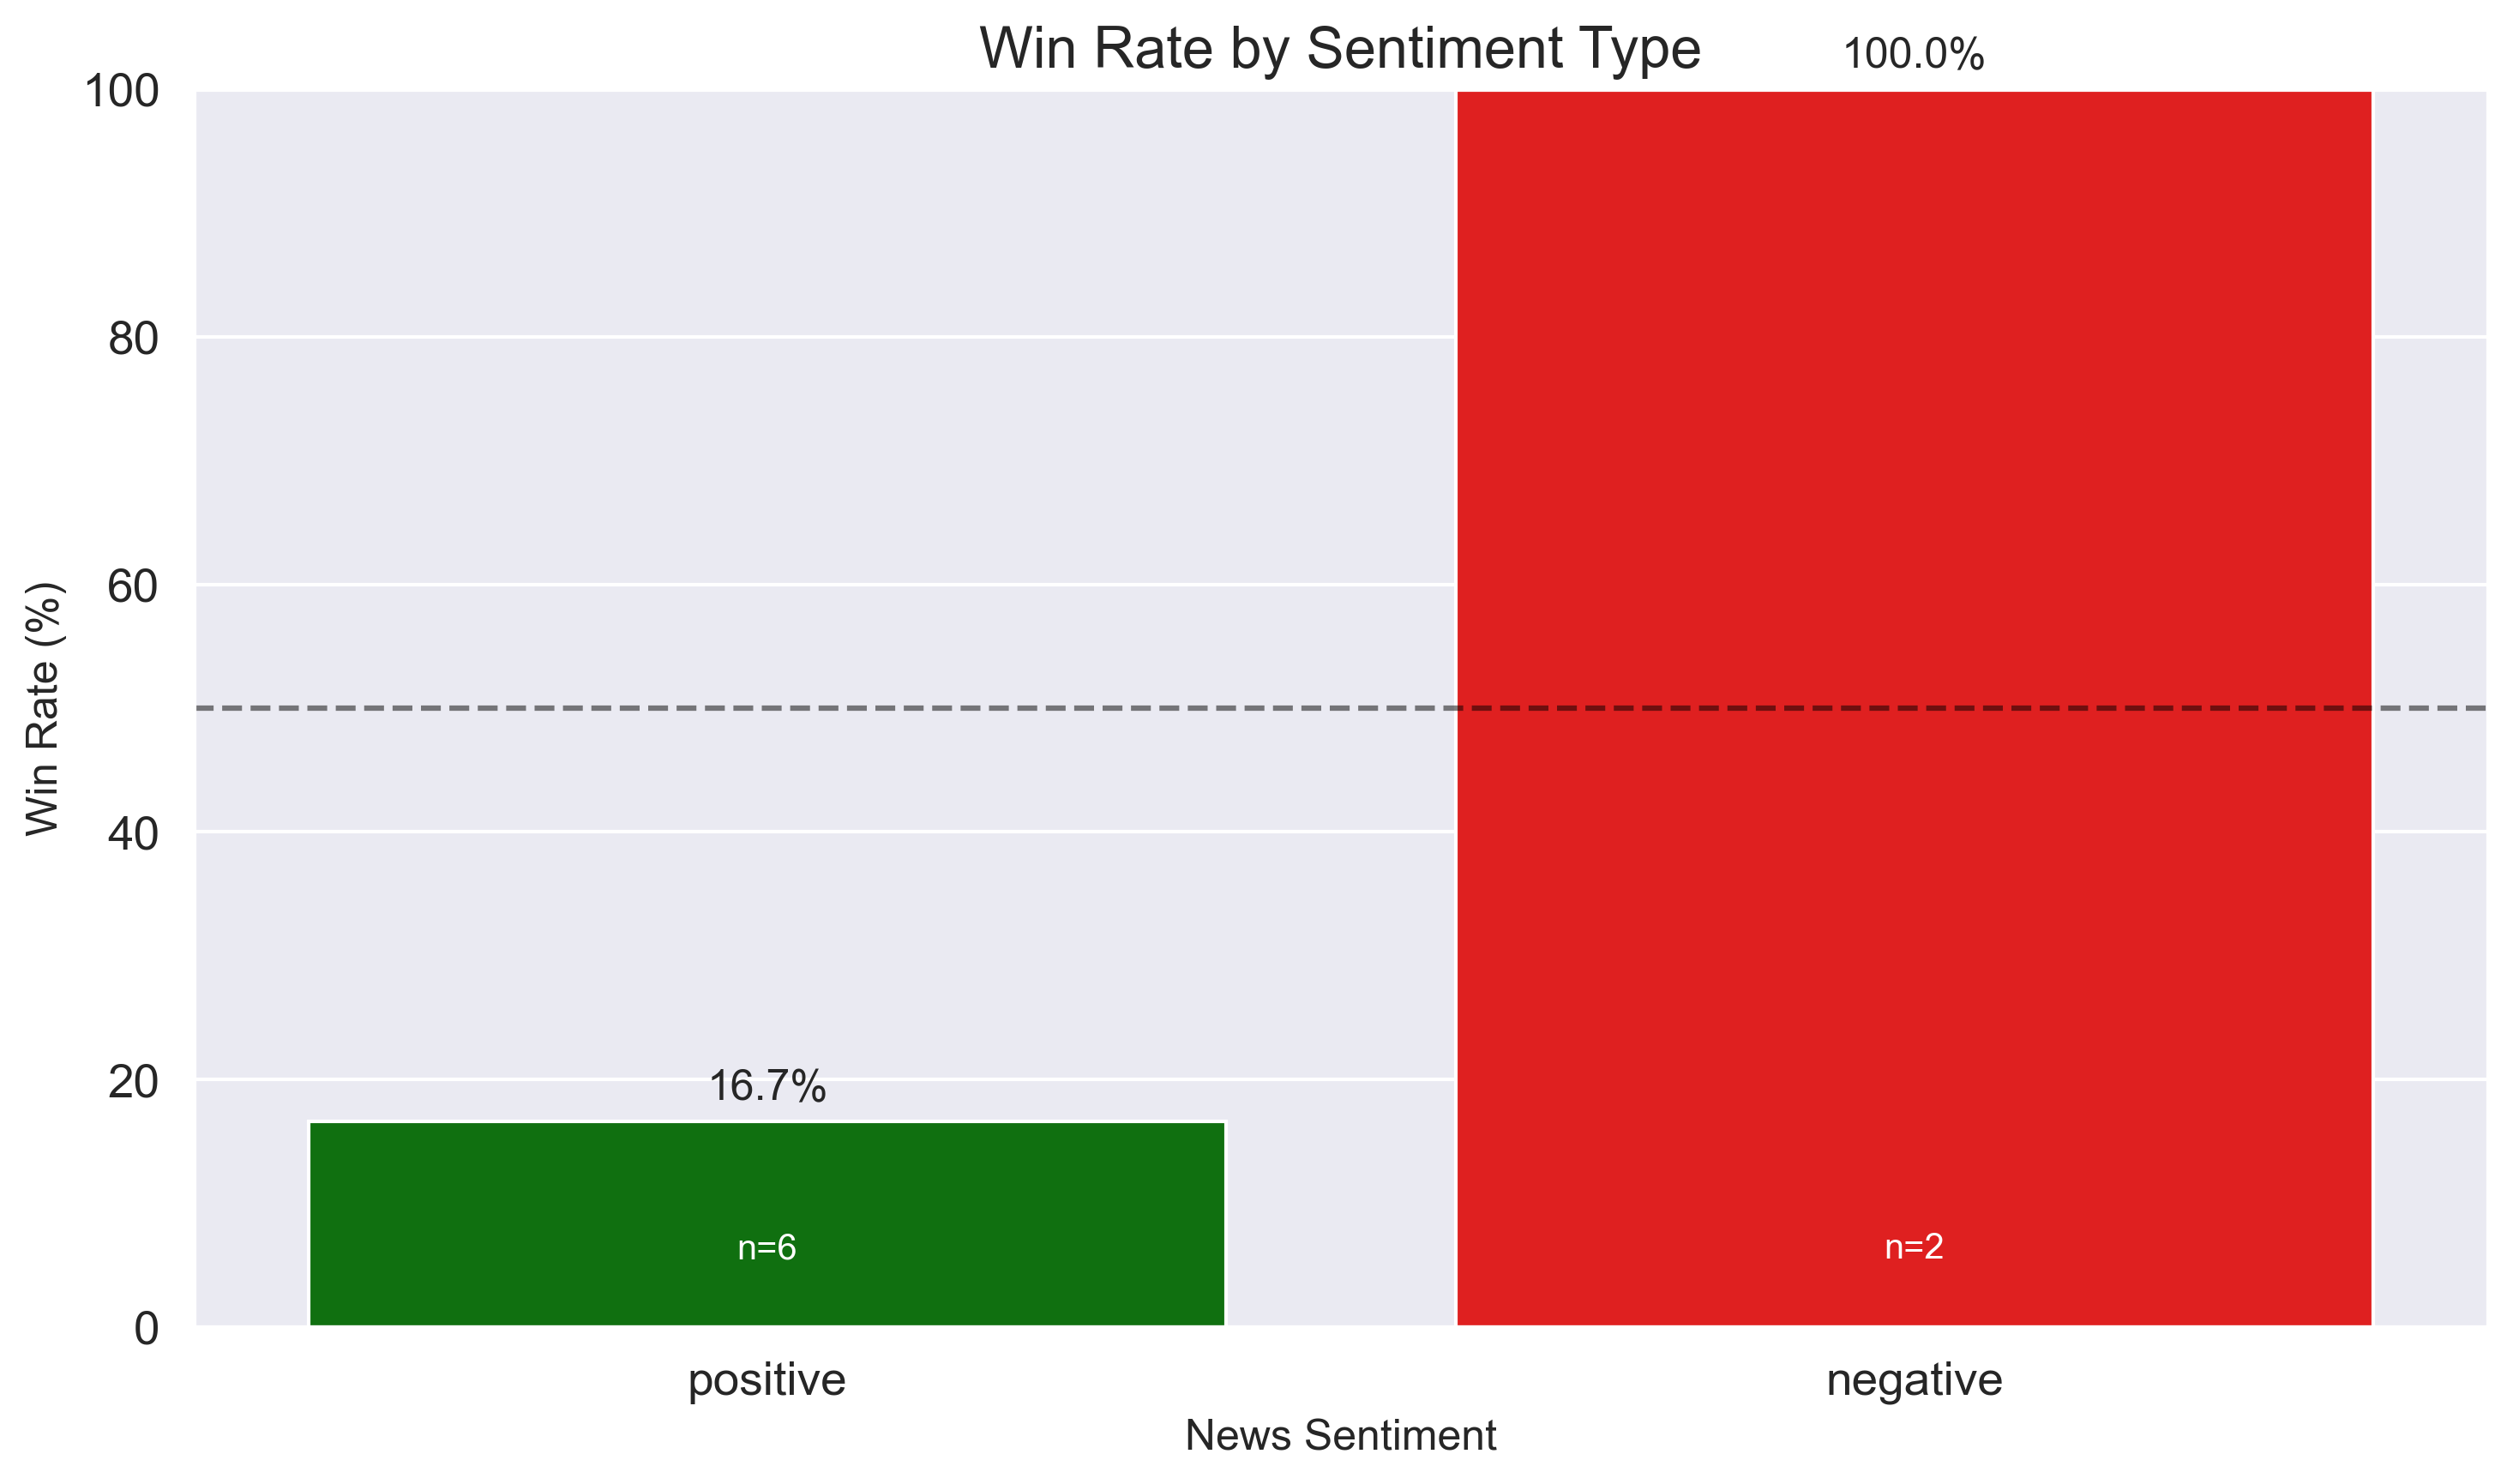 Win Rate by Sentiment Type
100.0%
100
80
60
40
20
0
Win Rate (%)
16.7%
n=6
n=2
positive
negative
News Sentiment